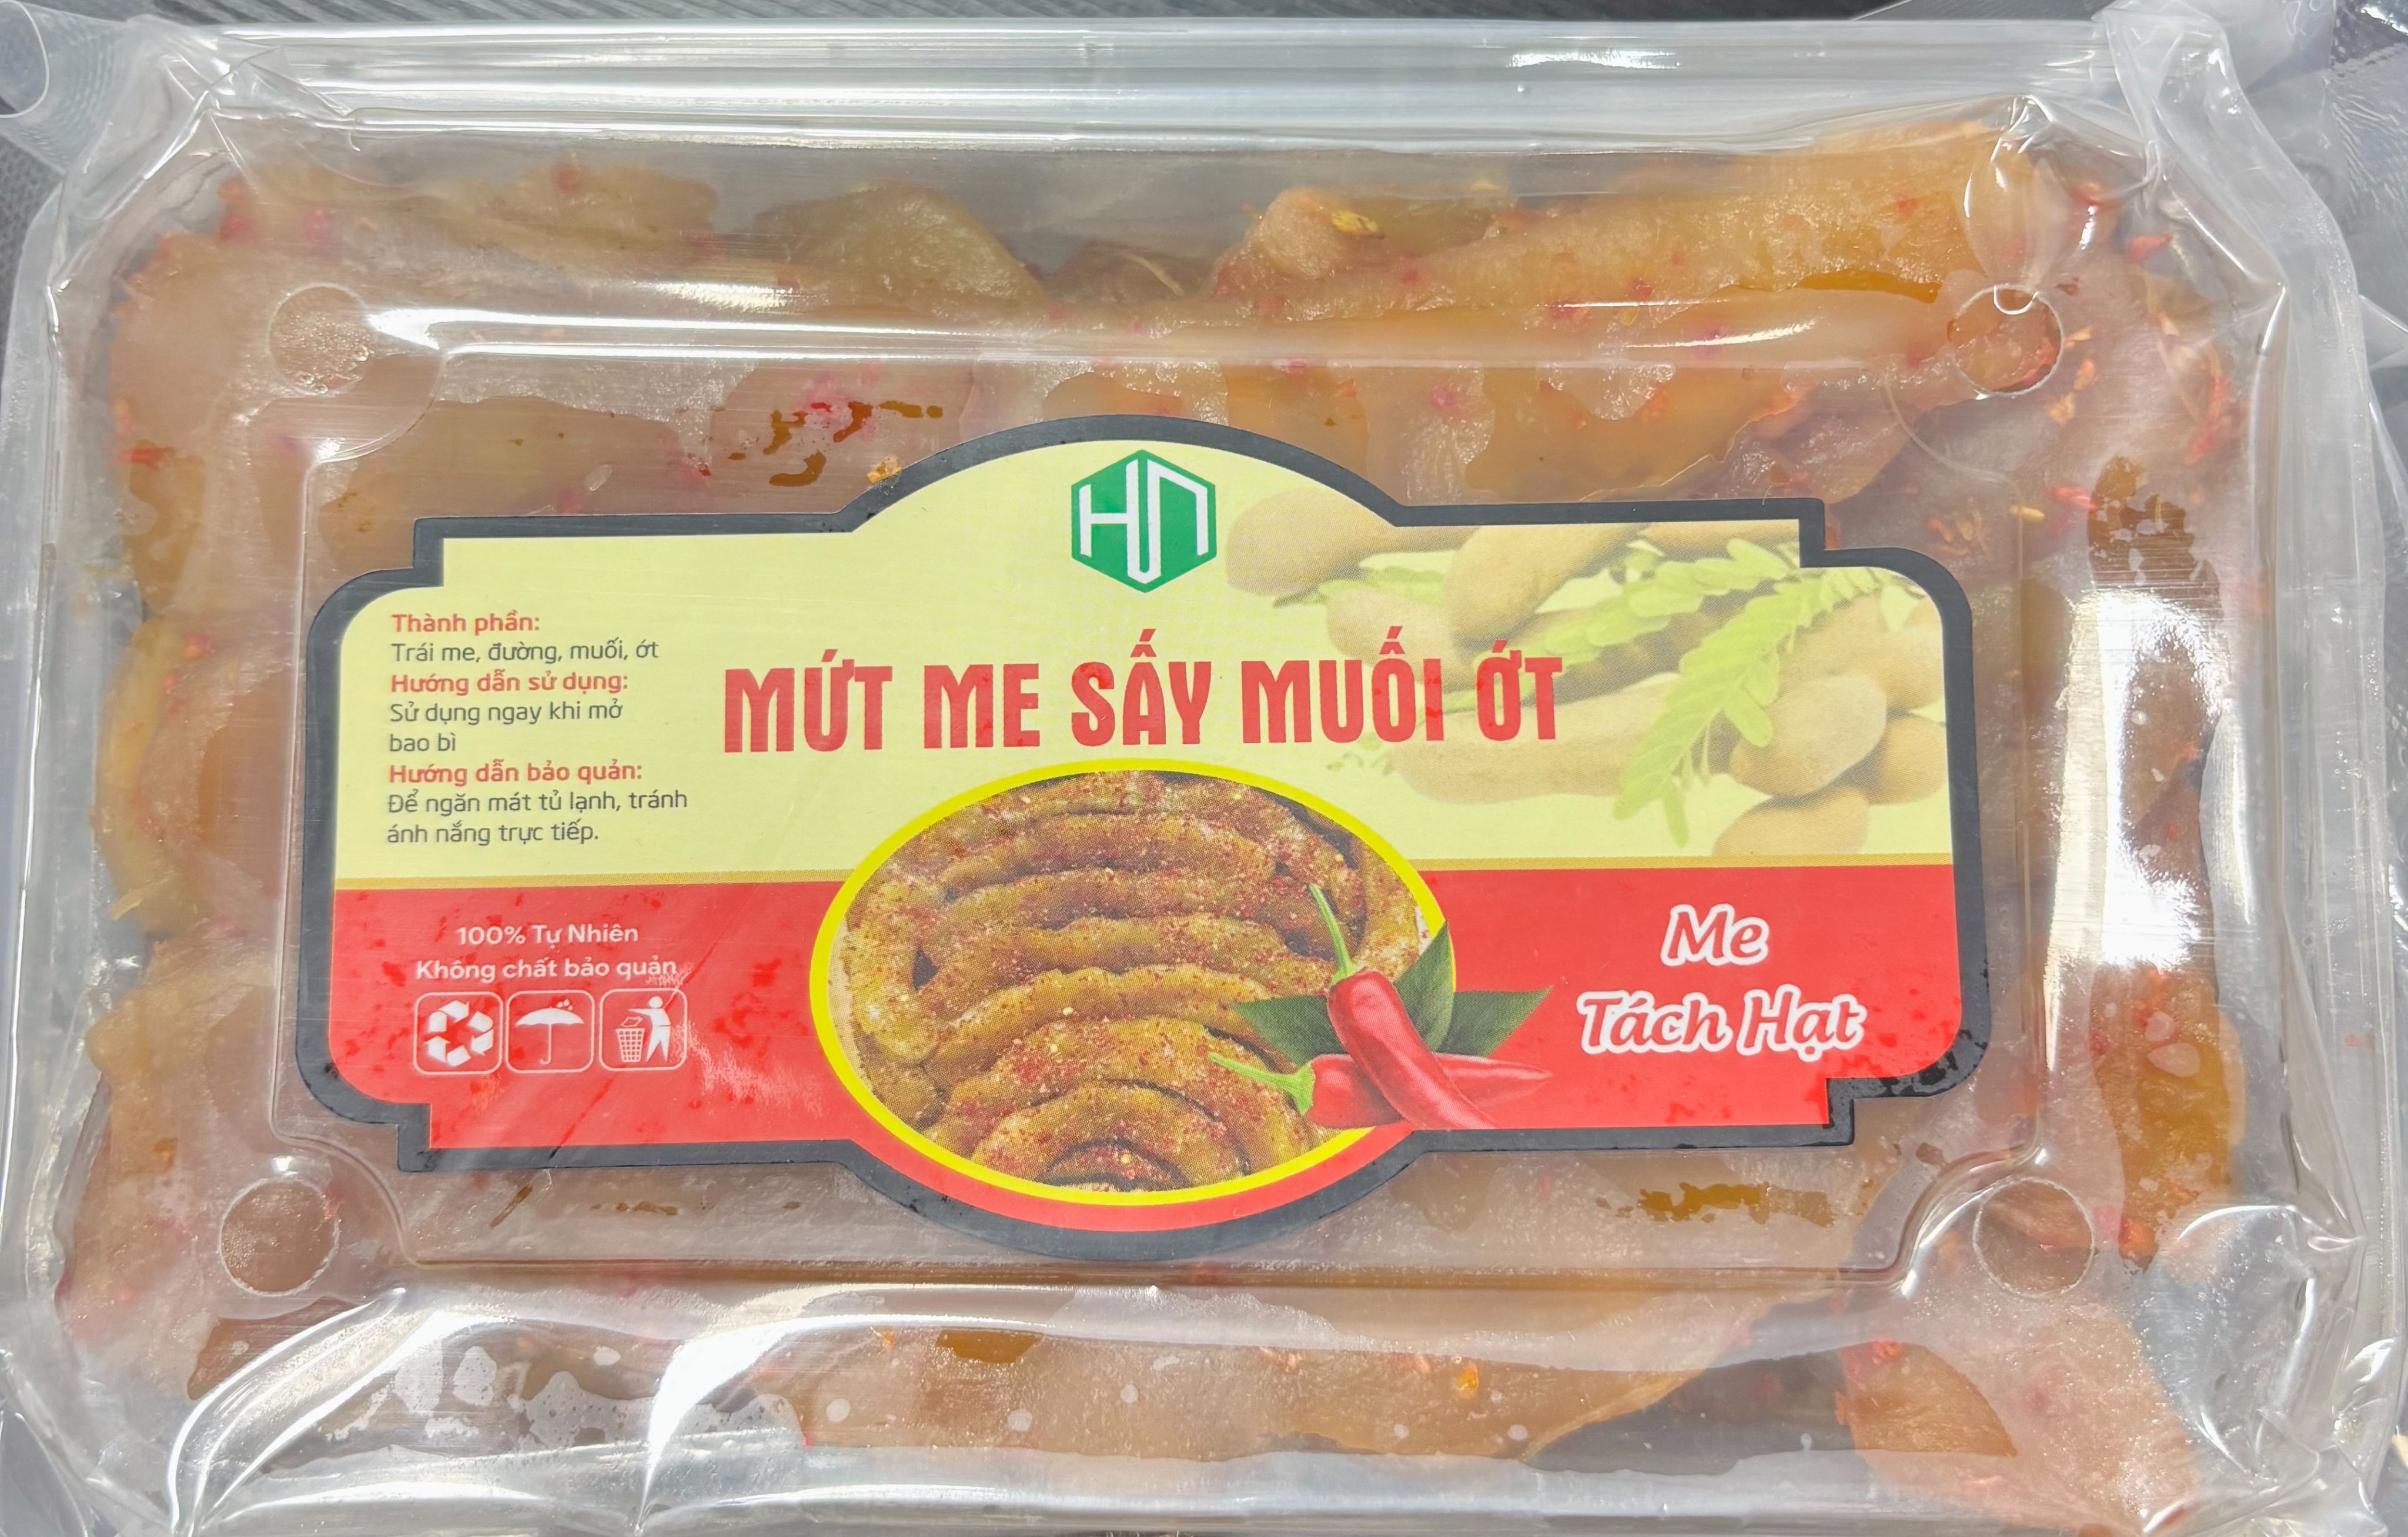 HN
MỨT ME SẤY MUỐI ỚT
Thành phần:
Trái me, đường, muối, ớt
Hướng dẫn sử dụng:
Sử dụng ngay khi mở
bao bì
Hướng dẫn bảo quản:
Để ngăn mát tủ lạnh, tránh
ánh nắng trực tiếp.
100% Tự Nhiên
Không chất bảo quản
Me
Tách Hạt